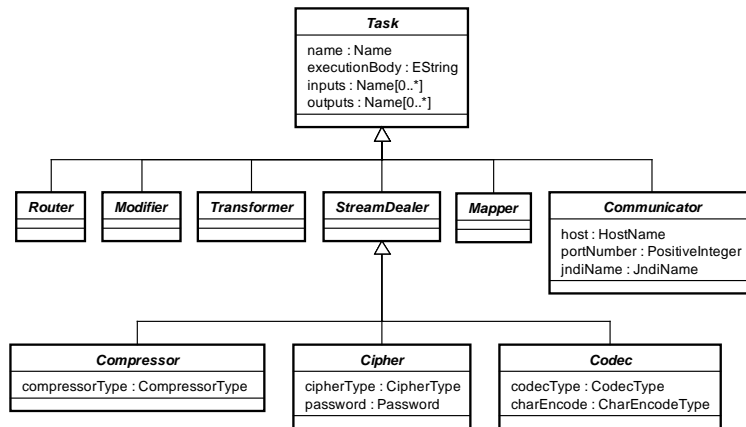 Task
name : Name
executionBody : EString
inputs : Name[0..*]
outputs : Name[0..*]
Router
Modifier
Transformer
StreamDealer
Mapper
Communicator
host : HostName
portNumber : PositiveInteger
jndiName : JndiName
Compressor
compressorType : CompressorType
Cipher
cipherType : CipherType
password : Password
Codec
codecType : CodecType
charEncode : CharEncodeType